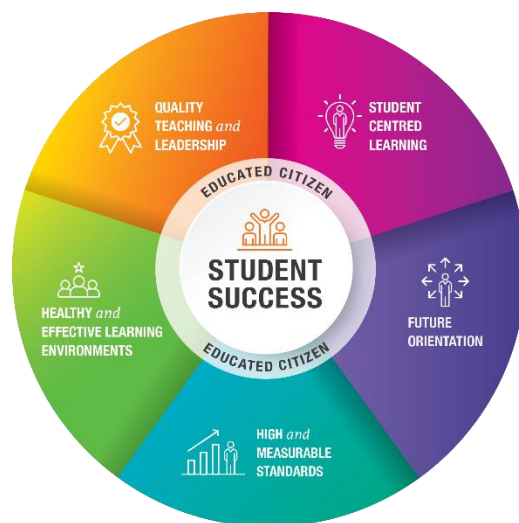 QUALITY
TEACHING and
LEADERSHIP
STUDENT
CENTRED
LEARNING
EDUCATED CITIZEN
STUDENT
SUCCESS
EDUCATED CITIZEN
HEALTHY and
EFFECTIVE LEARNING
ENVIRONMENTS
FUTURE
ORIENTATION
HIGH and
MEASURABLE
STANDARDS